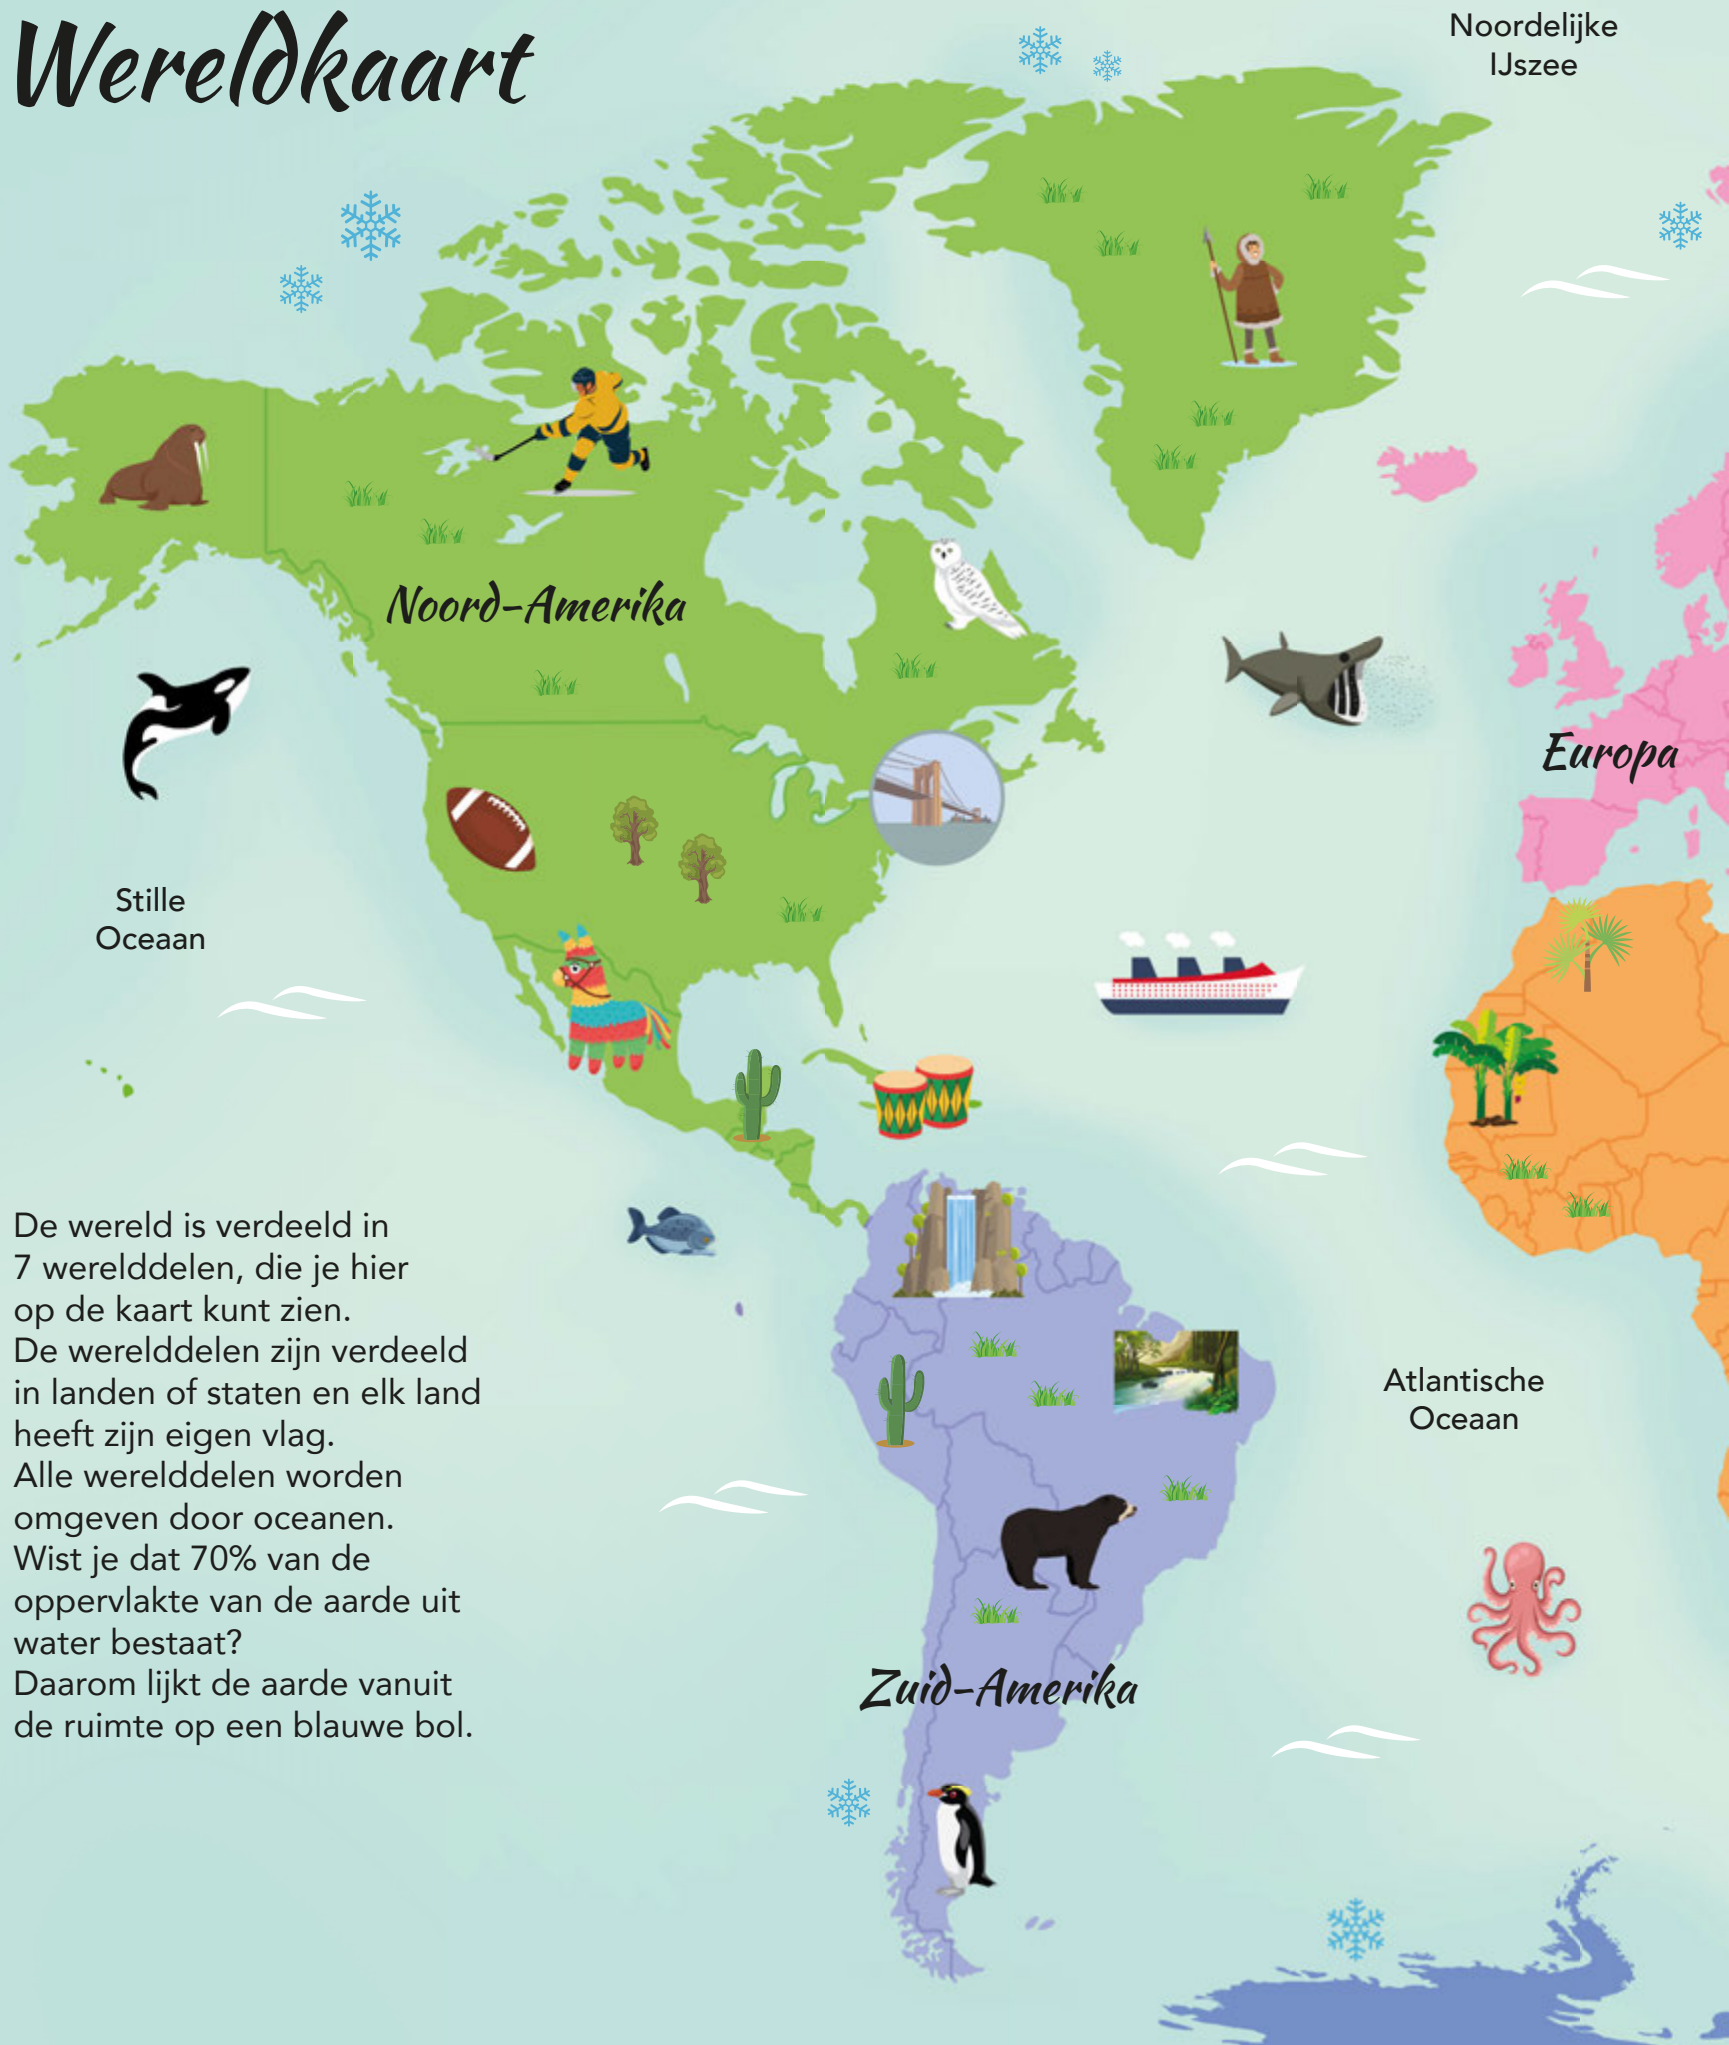 Wereldkaart
Noordelijke
IJszee
Noord-Amerika
Europa
Stille
Oceaan
De wereld is verdeeld in
7 werelddelen, die je hier
op de kaart kunt zien.
De werelddelen zijn verdeeld
in landen of staten en elk land
heeft zijn eigen vlag.
Alle werelddelen worden
omgeven door oceanen.
Wist je dat 70% van de
oppervlakte van de aarde uit
water bestaat?
Daarom lijkt de aarde vanuit
de ruimte op een blauwe bol.
Atlantische
Oceaan
Zuid-Amerika